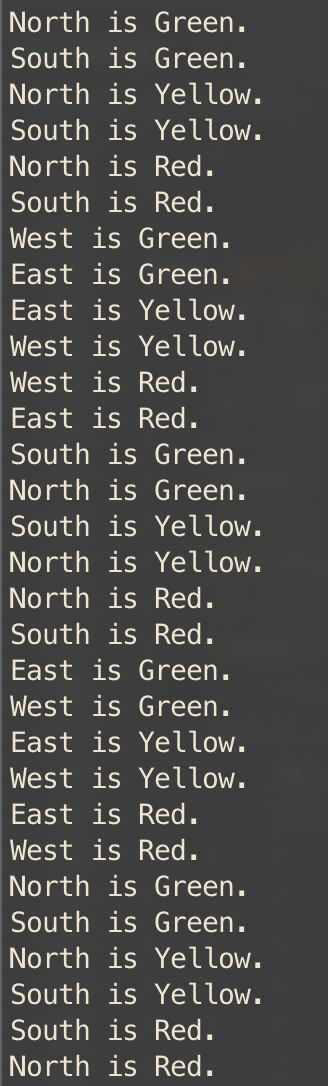 North is Green.
South is Green.
North is Yellow.
South is Yellow.
North is Red.
South is Red.
West is Green.
East is Green.
East is Yellow.
West is Yellow.
West is Red.
East is Red.
South is Green.
North is Green.
South is Yellow.
North is Yellow.
North is Red.
South is Red.
East is Green.
West is Green.
East is Yellow.
West is Yellow.
East is Red.
West is Red.
North is Green.
South is Green.
North is Yellow.
South is Yellow.
South is Red.
North is Red.